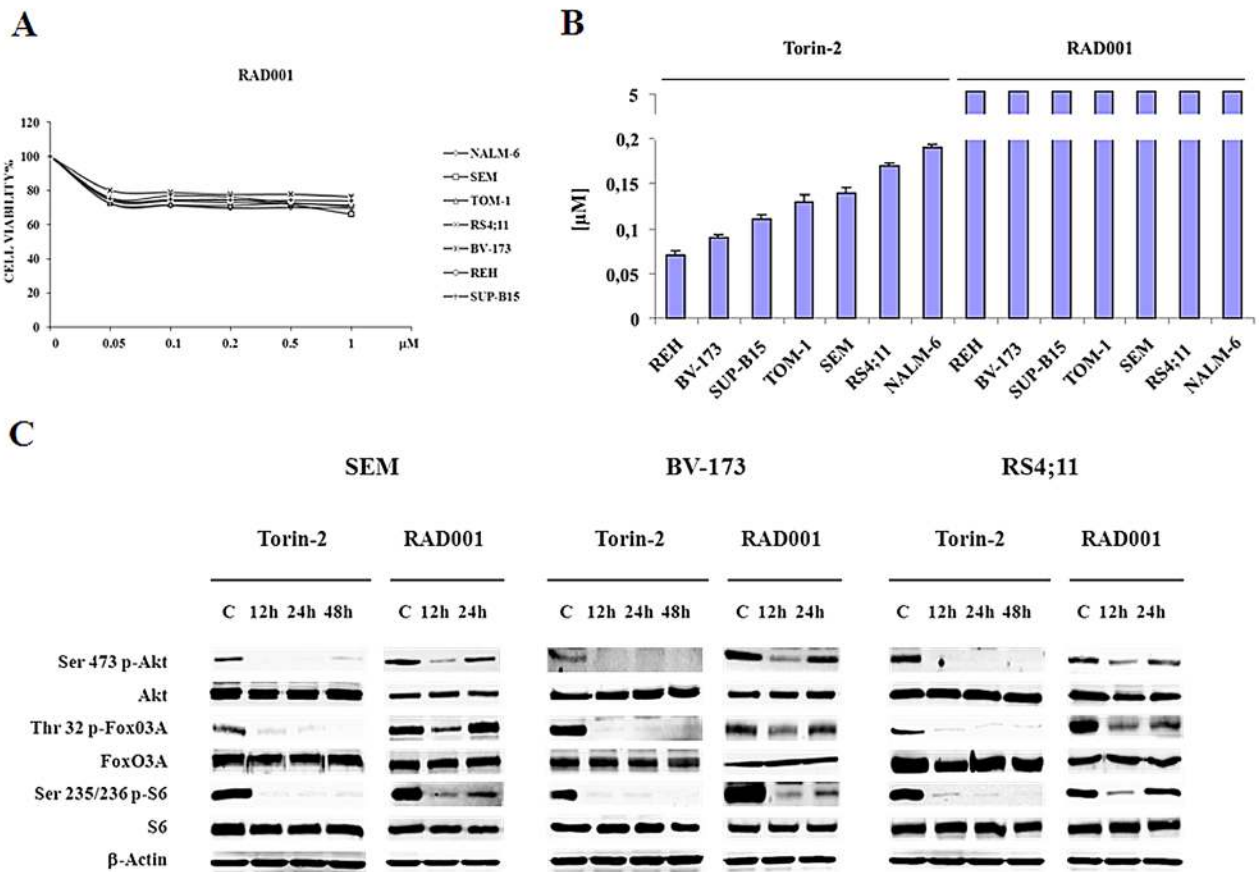 A
RAD001
120
100
80
60
40
20
0
CELL VIABILITY%
0 0.05 0.1 0.2 0.5 1 µM
NALM-6
SEM
TOM-1
RS4;11
BV-173
REH
SUP-B15
B
Torin-2 RAD001
5
0,2
0,15
0,1
0,05
0
[µM]
REH BV-173 SUP-B15 TOM-1 SEM RS4;11 NALM-6 REH BV-173 SUP-B15 TOM-1 SEM RS4;11 NALM-6
C
SEM BV-173 RS4;11
Torin-2 RAD001 Torin-2 RAD001 Torin-2 RAD001
C 12h 24h 48h C 12h 24h C 12h 24h 48h C 12h 24h C 12h 24h 48h C 12h 24h
Ser 473 p-Akt
Akt
Thr 32 p-Fox03A
FoxO3A
Ser 235/236 p-S6
S6
β-Actin